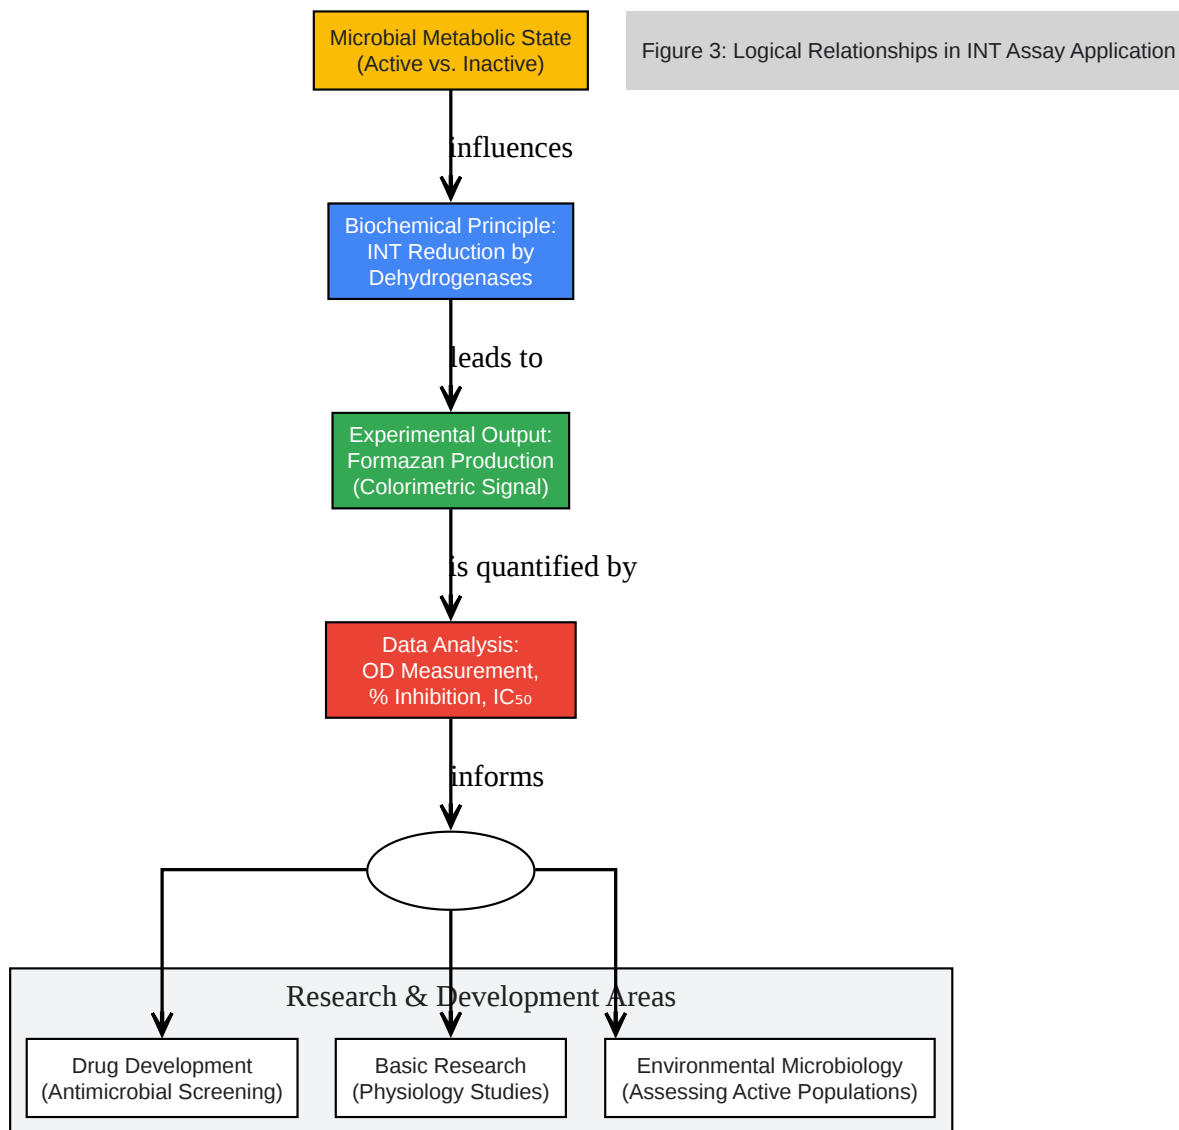 Microbial Metabolic State
(Active vs. Inactive)
Figure 3: Logical Relationships in INT Assay Application
influences
Biochemical Principle:
INT Reduction by
Dehydrogenases
leads to
Experimental Output:
Formazan Production
(Colorimetric Signal)
is quantified by
Data Analysis:
OD Measurement,
% Inhibition, IC₅₀
informs
Research & Development Areas
Drug Development
(Antimicrobial Screening)
Basic Research
(Physiology Studies)
Environmental Microbiology
(Assessing Active Populations)